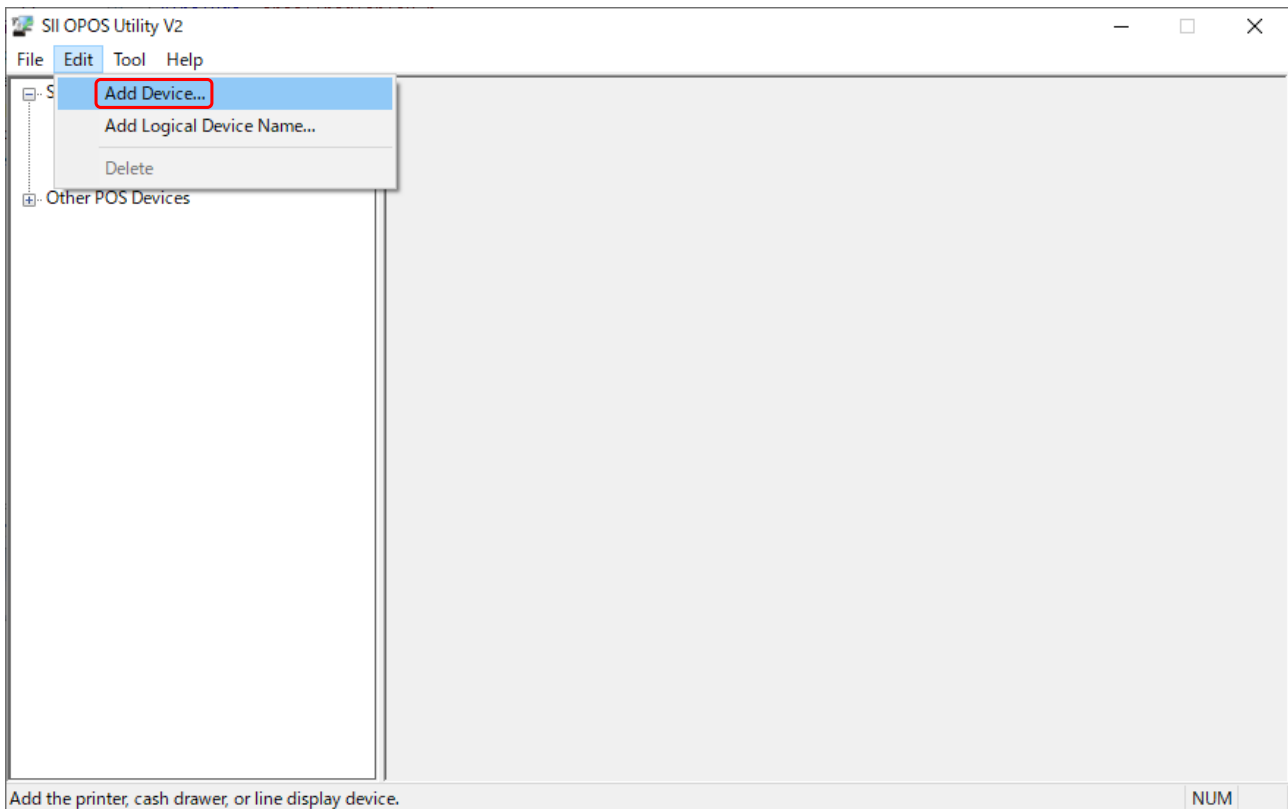 SII OPOS Utility V2
File Edit Tool Help
S
Add Device...
Add Logical Device Name...
Delete
Other POS Devices
Add the printer, cash drawer, or line display device.
NUM